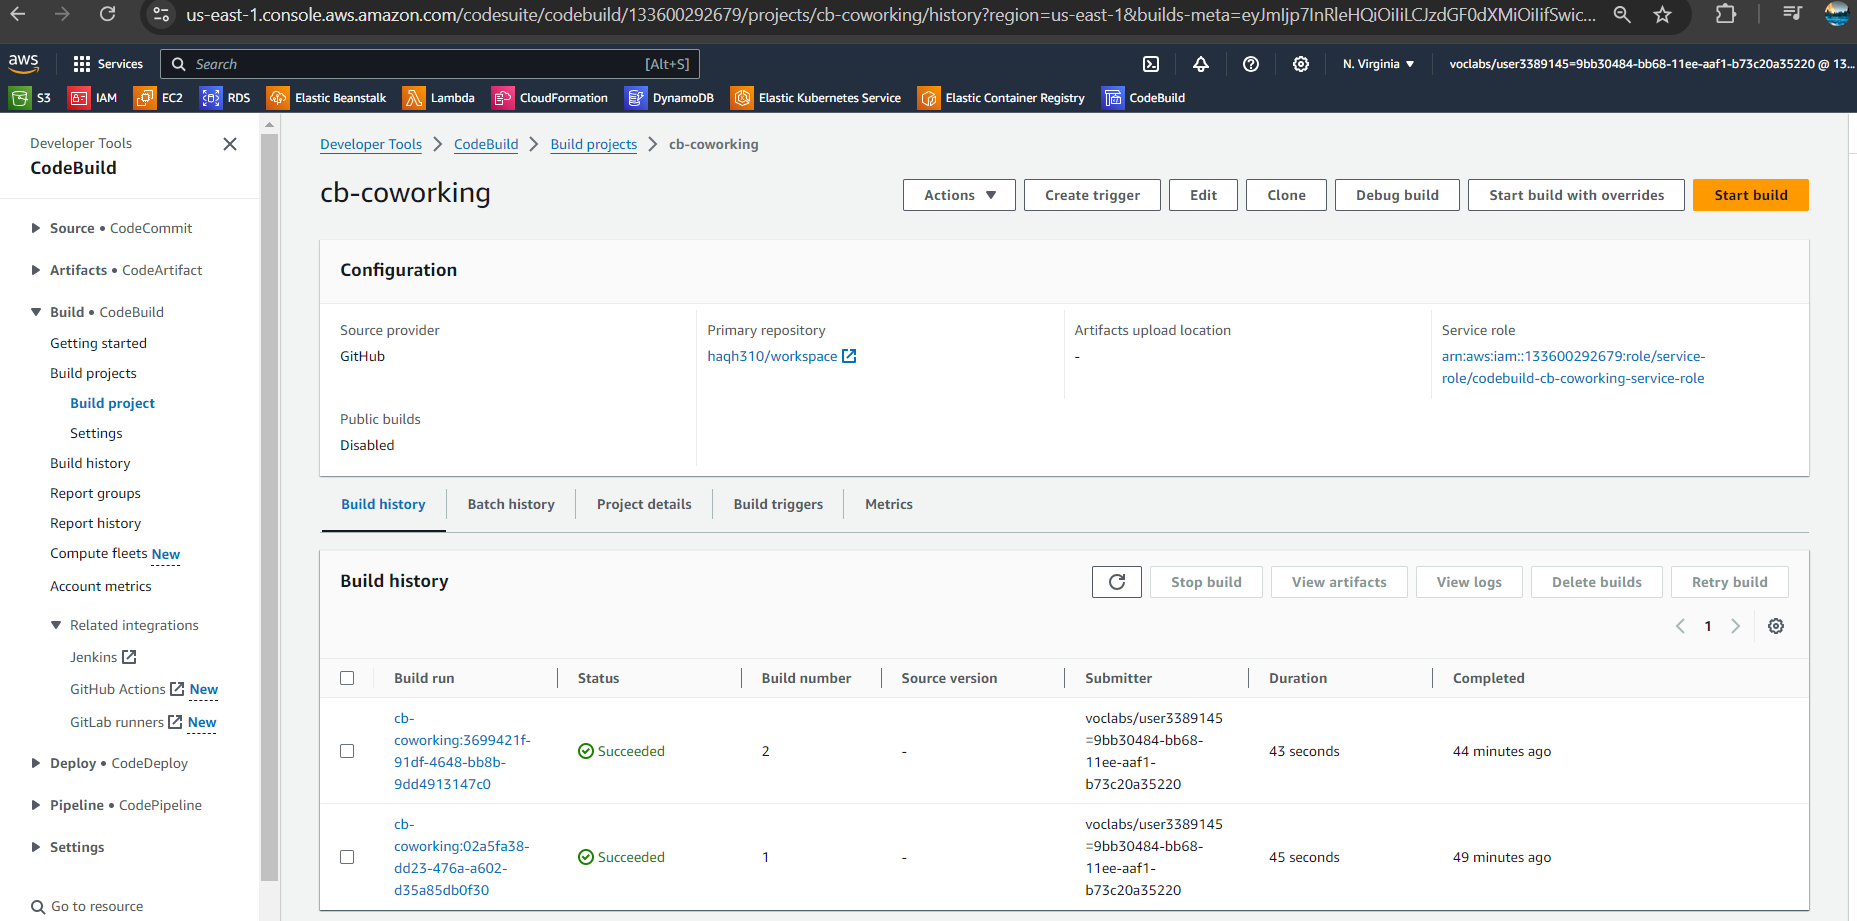 us-east-1.console.aws.amazon.com/codesuite/codebuild/133600292679/projects/cb-coworking/history?region=us-east-1&builds-meta=eyJmIjp7InRleHQiOiIiLCJzdGF0dXMiOiIifSwic...
aws
Services
Search
[Alt+S]
N. Virginia
voclabs/user3389145=9bb30484-bb68-11ee-aaf1-b73c20a35220 @ 13...
S3
IAM
EC2
RDS
Elastic Beanstalk
Lambda
CloudFormation
DynamoDB
Elastic Kubernetes Service
Elastic Container Registry
CodeBuild
Developer Tools
CodeBuild
Source • CodeCommit
Artifacts • CodeArtifact
Build • CodeBuild
Getting started
Build projects
Build project
Settings
Build history
Report groups
Report history
Compute fleets New
Account metrics
Related integrations
Jenkins
GitHub Actions New
GitLab runners New
Deploy • CodeDeploy
Pipeline • CodePipeline
Settings
Go to resource
Developer Tools
CodeBuild
Build projects
cb-coworking
cb-coworking
Actions
Create trigger
Edit
Clone
Debug build
Start build with overrides
Start build
Configuration
Source provider
GitHub
Primary repository
haqh310/workspace
Artifacts upload location
-
Service role
arn:aws:iam::133600292679:role/service-
role/codebuild-cb-coworking-service-role
Public builds
Disabled
Build history
Batch history
Project details
Build triggers
Metrics
Build history
Stop build
View artifacts
View logs
Delete builds
Retry build
1
Build run
Status
Build number
Source version
Submitter
Duration
Completed
cb-
coworking:3699421f-
91df-4648-bb8b-
9dd4913147c0
Succeeded
2
-
voclabs/user3389145
=9bb30484-bb68-
11ee-aaf1-
b73c20a35220
43 seconds
44 minutes ago
cb-
coworking:02a5fa38-
dd23-476a-a602-
d35a85db0f30
Succeeded
1
-
voclabs/user3389145
=9bb30484-bb68-
11ee-aaf1-
b73c20a35220
45 seconds
49 minutes ago